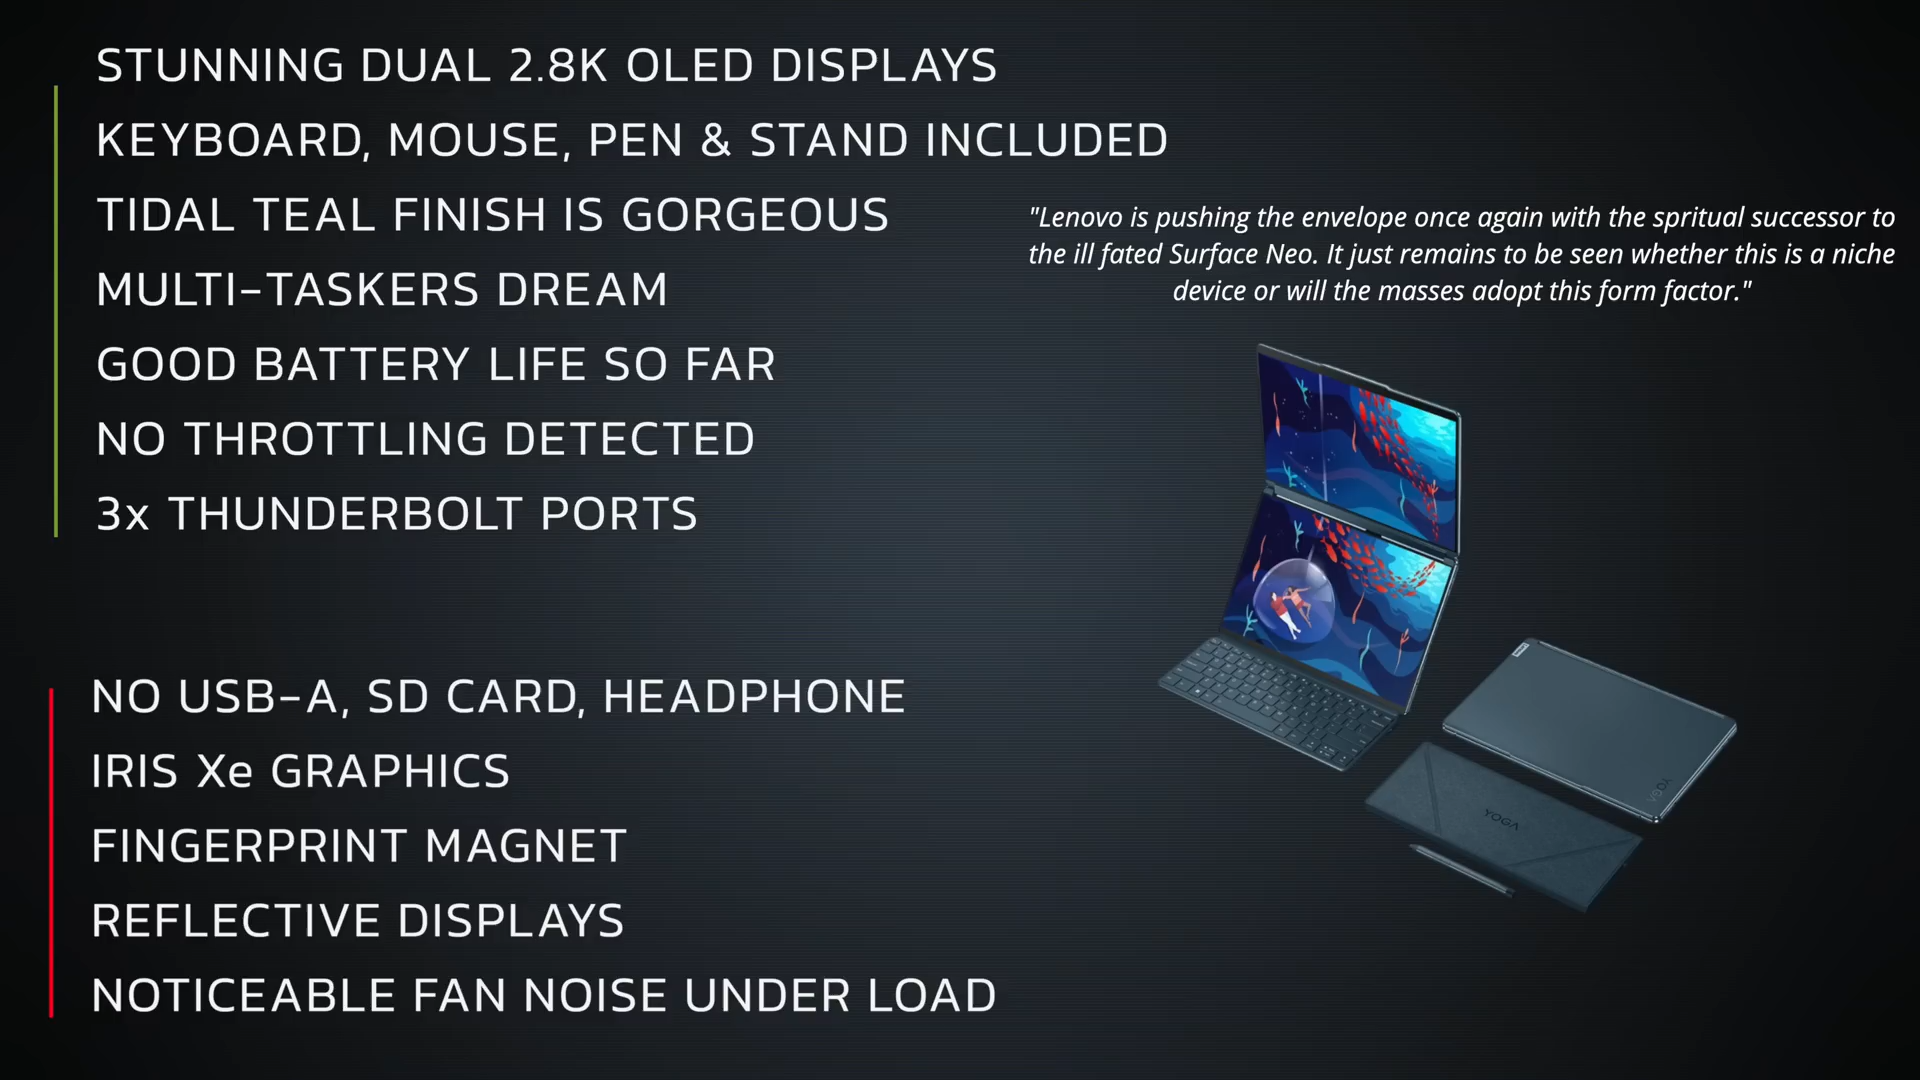 STUNNING DUAL 2.8K OLED DISPLAYS
KEYBOARD, MOUSE, PEN & STAND INCLUDED
TIDAL TEAL FINISH IS GORGEOUS
MULTI-TASKERS DREAM
GOOD BATTERY LIFE SO FAR
NO THROTTLING DETECTED
3x THUNDERBOLT PORTS
NO USB-A, SD CARD, HEADPHONE
IRIS Xe GRAPHICS
FINGERPRINT MAGNET
REFLECTIVE DISPLAYS
NOTICEABLE FAN NOISE UNDER LOAD
"Lenovo is pushing the envelope once again with the spritual successor to
the ill fated Surface Neo. It just remains to be seen whether this is a niche
device or will the masses adopt this form factor."
YOGA
YOGA